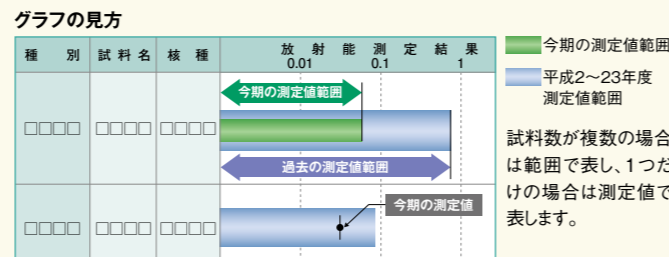 グラフの見方
種 別 試 料 名 核 種 放 射 能 測 定 結 果
0.01 0.1 1
今期の測定値範囲
□□□□ □□□□ □□□□
過去の測定値範囲
今期の測定値
□□□□ □□□□ □□□□
今期の測定値範囲
平成2〜23年度
測定値範囲
試料数が複数の場合
は範囲で表し、1つだ
けの場合は測定値で
表します。